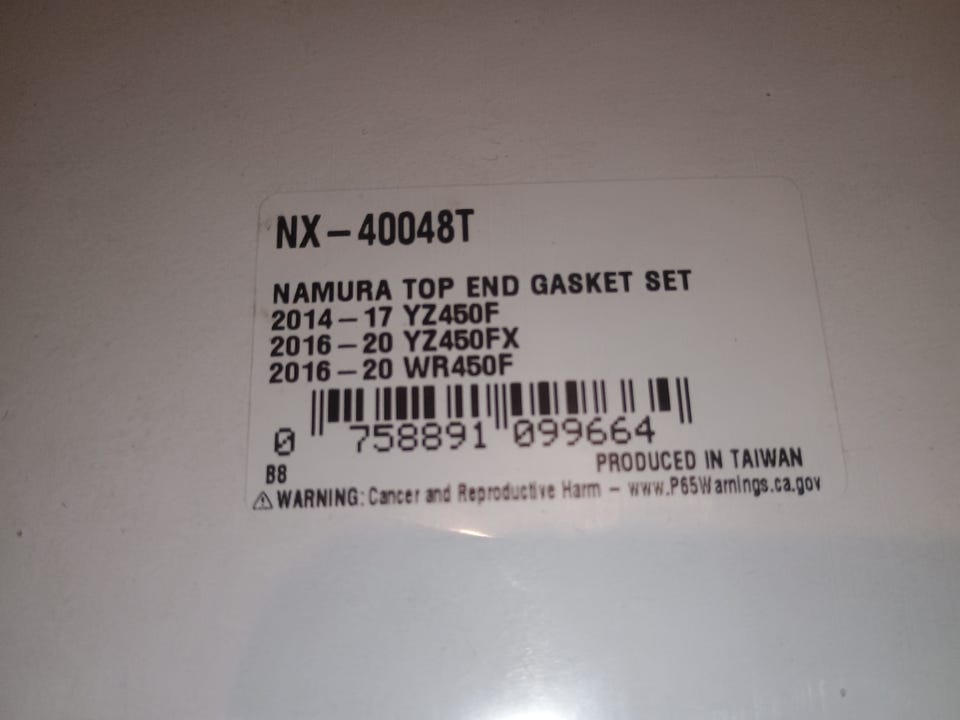 NX-40048T
NAMURA TOP END GASKET SET
2014-17 YZ450F
2016-20 YZ450FX
2016-20 WR450F
0 758891 099664
B8
PRODUCED IN TAIWAN
⚠ WARNING: Cancer and Reproductive Harm - www.P65Warnings.ca.gov